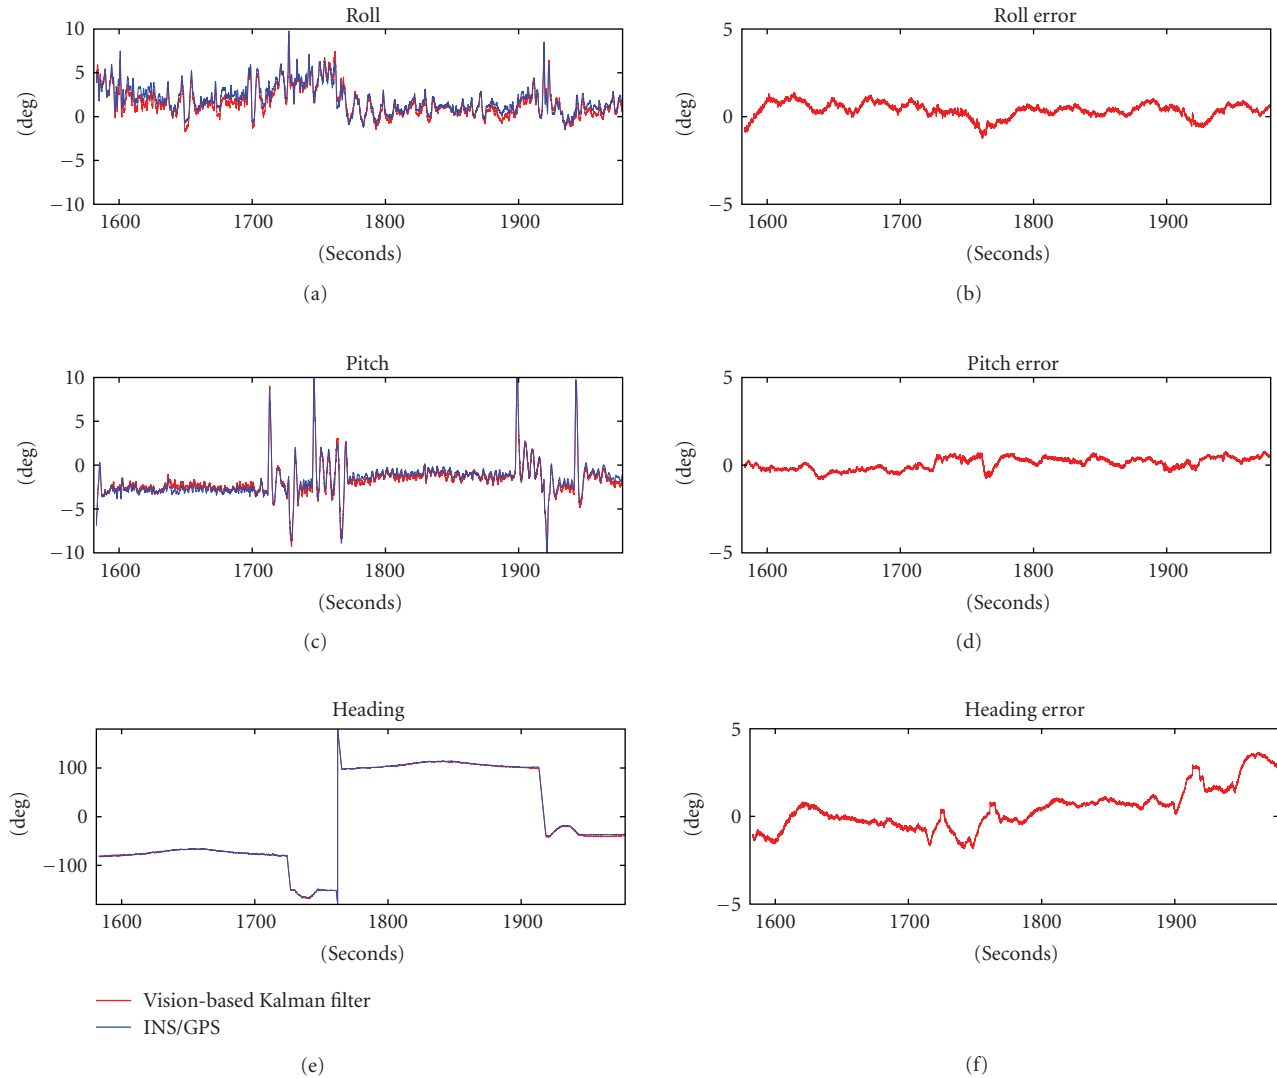 Roll
10
5
0
−5
−10
(deg)
1600 1700 1800 1900
(Seconds)
(a)
Roll error
5
0
−5
(deg)
1600 1700 1800 1900
(Seconds)
(b)
Pitch
10
5
0
−5
−10
(deg)
1600 1700 1800 1900
(Seconds)
(c)
Pitch error
5
0
−5
(deg)
1600 1700 1800 1900
(Seconds)
(d)
Heading
100
0
−100
(deg)
1600 1700 1800 1900
(Seconds)
Vision-based Kalman filter
INS/GPS
(e)
Heading error
5
0
−5
(deg)
1600 1700 1800 1900
(Seconds)
(f)